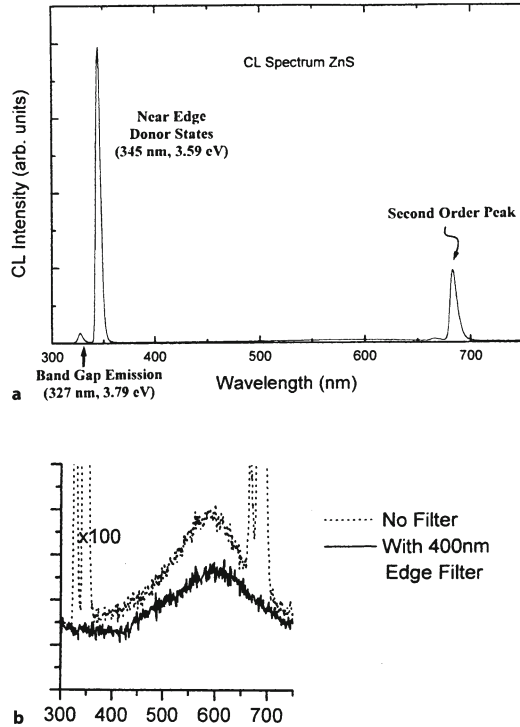 a
CL Spectrum ZnS
Near Edge
Donor States
(345 nm, 3.59 eV)
CL Intensity (arb. units)
Second Order Peak
300 400 500 600 700
Band Gap Emission
(327 nm, 3.79 eV)
Wavelength (nm)
x100
No Filter
With 400nm
Edge Filter
b
300 400 500 600 700